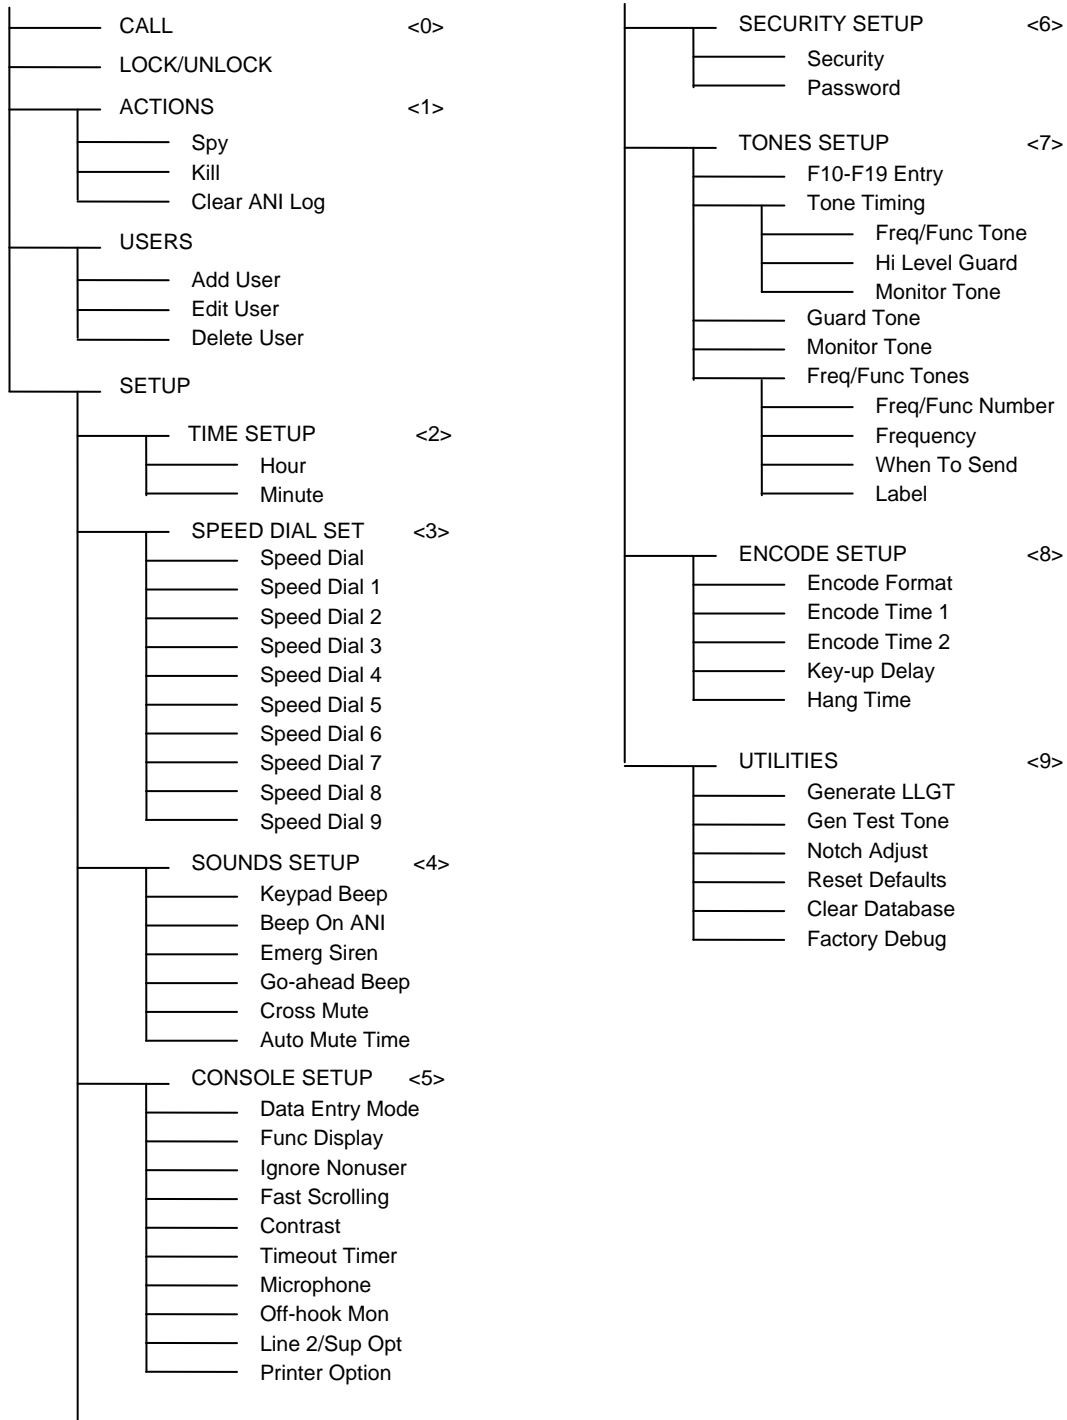 CALL <0>
LOCK/UNLOCK
ACTIONS <1>
Spy
Kill
Clear ANI Log
USERS
Add User
Edit User
Delete User
SETUP
TIME SETUP <2>
Hour
Minute
SPEED DIAL SET <3>
Speed Dial
Speed Dial 1
Speed Dial 2
Speed Dial 3
Speed Dial 4
Speed Dial 5
Speed Dial 6
Speed Dial 7
Speed Dial 8
Speed Dial 9
SOUNDS SETUP <4>
Keypad Beep
Beep On ANI
Emerg Siren
Go-ahead Beep
Cross Mute
Auto Mute Time
CONSOLE SETUP <5>
Data Entry Mode
Func Display
Ignore Nonuser
Fast Scrolling
Contrast
Timeout Timer
Microphone
Off-hook Mon
Line 2/Sup Opt
Printer Option
SECURITY SETUP <6>
Security
Password
TONES SETUP <7>
F10-F19 Entry
Tone Timing
Freq/Func Tone
Hi Level Guard
Monitor Tone
Guard Tone
Monitor Tone
Freq/Func Tones
Freq/Func Number
Frequency
When To Send
Label
ENCODE SETUP <8>
Encode Format
Encode Time 1
Encode Time 2
Key-up Delay
Hang Time
UTILITIES <9>
Generate LLGT
Gen Test Tone
Notch Adjust
Reset Defaults
Clear Database
Factory Debug